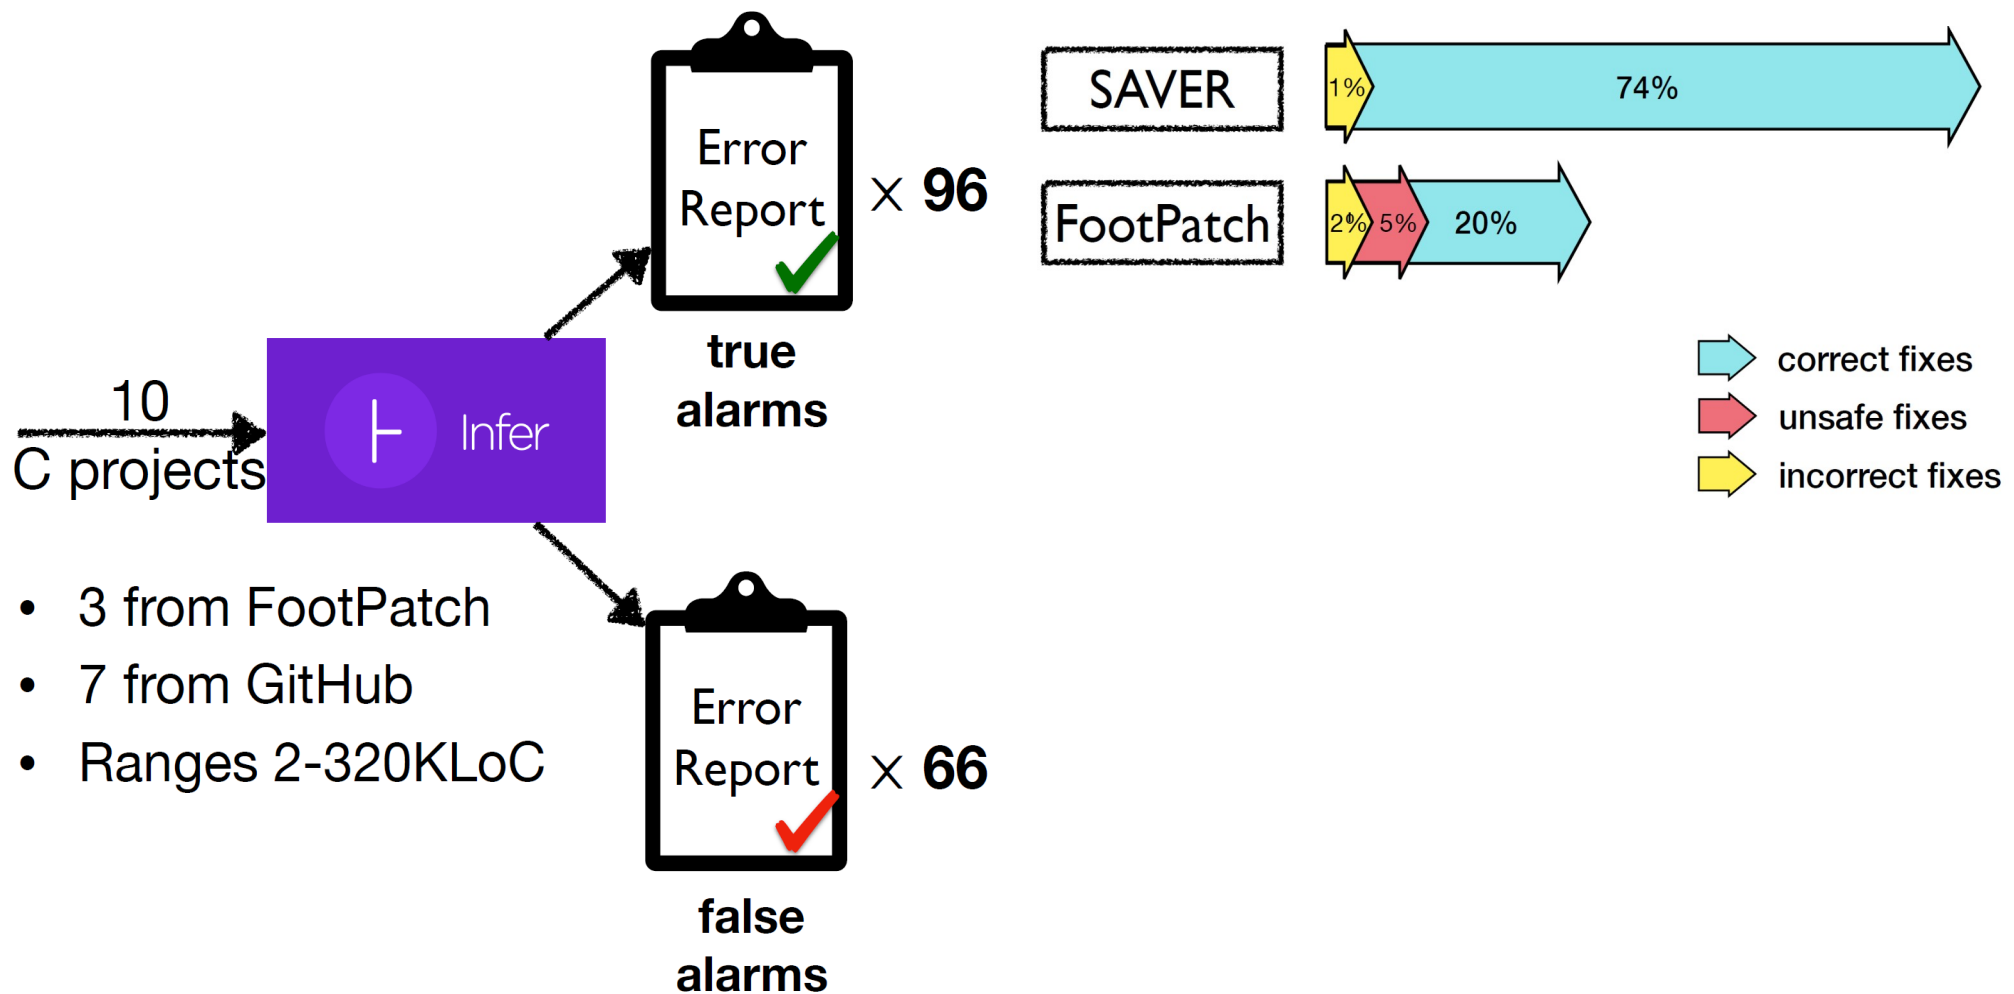 10
C projects
Infer
• 3 from FootPatch
• 7 from GitHub
• Ranges 2-320KLoC
Error
Report
x 96
true
alarms
Error
Report
x 66
false
alarms
SAVER
1%
74%
FootPatch
2%
5%
20%
correct fixes
unsafe fixes
incorrect fixes